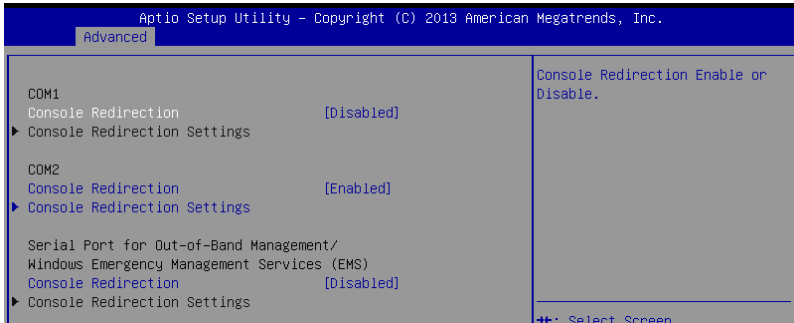 Aptio Setup Utility – Copyright (C) 2013 American Megatrends, Inc.
Advanced
COM1
Console Redirection [Disabled]
Console Redirection Settings
COM2
Console Redirection [Enabled]
Console Redirection Settings
Serial Port for Out-of-Band Management/
Windows Emergency Management Services (EMS)
Console Redirection [Disabled]
Console Redirection Settings
Console Redirection Enable or
Disable.
: Select Screen